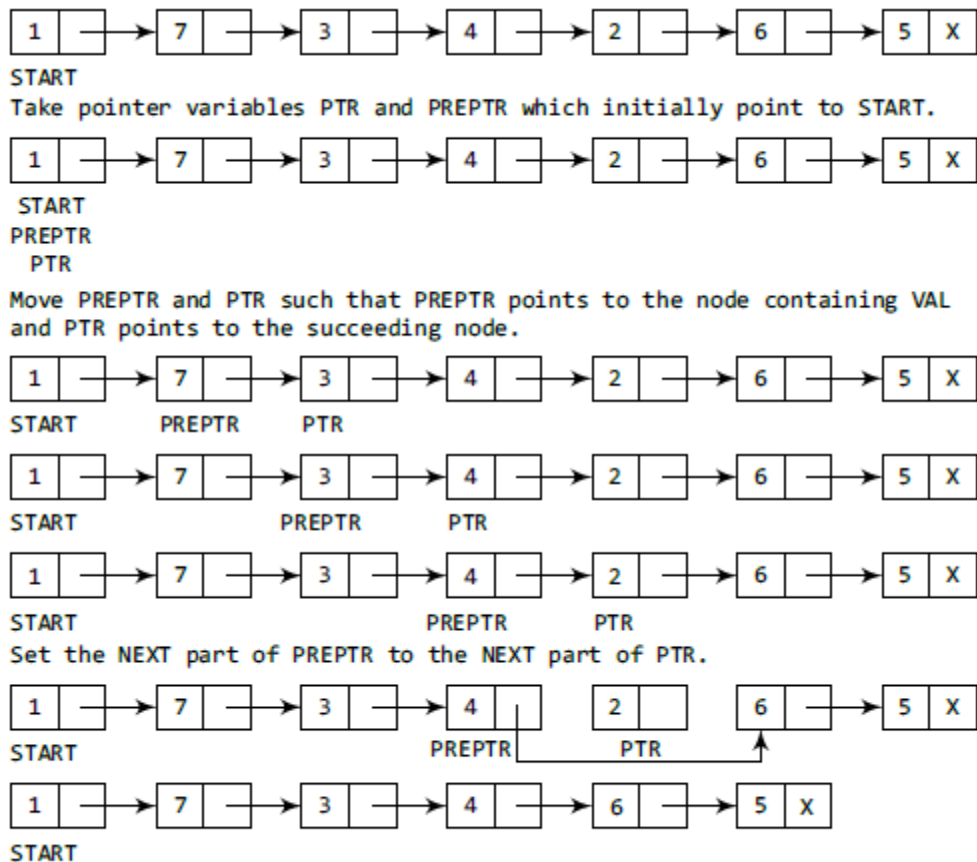 1 7 3 4 2 6 5 X
START
Take pointer variables PTR and PREPTR which initially point to START.
1 7 3 4 2 6 5 X
START
PREPTR
PTR
Move PREPTR and PTR such that PREPTR points to the node containing VAL
and PTR points to the succeeding node.
1 7 3 4 2 6 5 X
START PREPTR PTR
1 7 3 4 2 6 5 X
START PREPTR PTR
1 7 3 4 2 6 5 X
START PREPTR PTR
Set the NEXT part of PREPTR to the NEXT part of PTR.
1 7 3 4 2 6 5 X
START PREPTR PTR
1 7 3 4 6 5 X
START